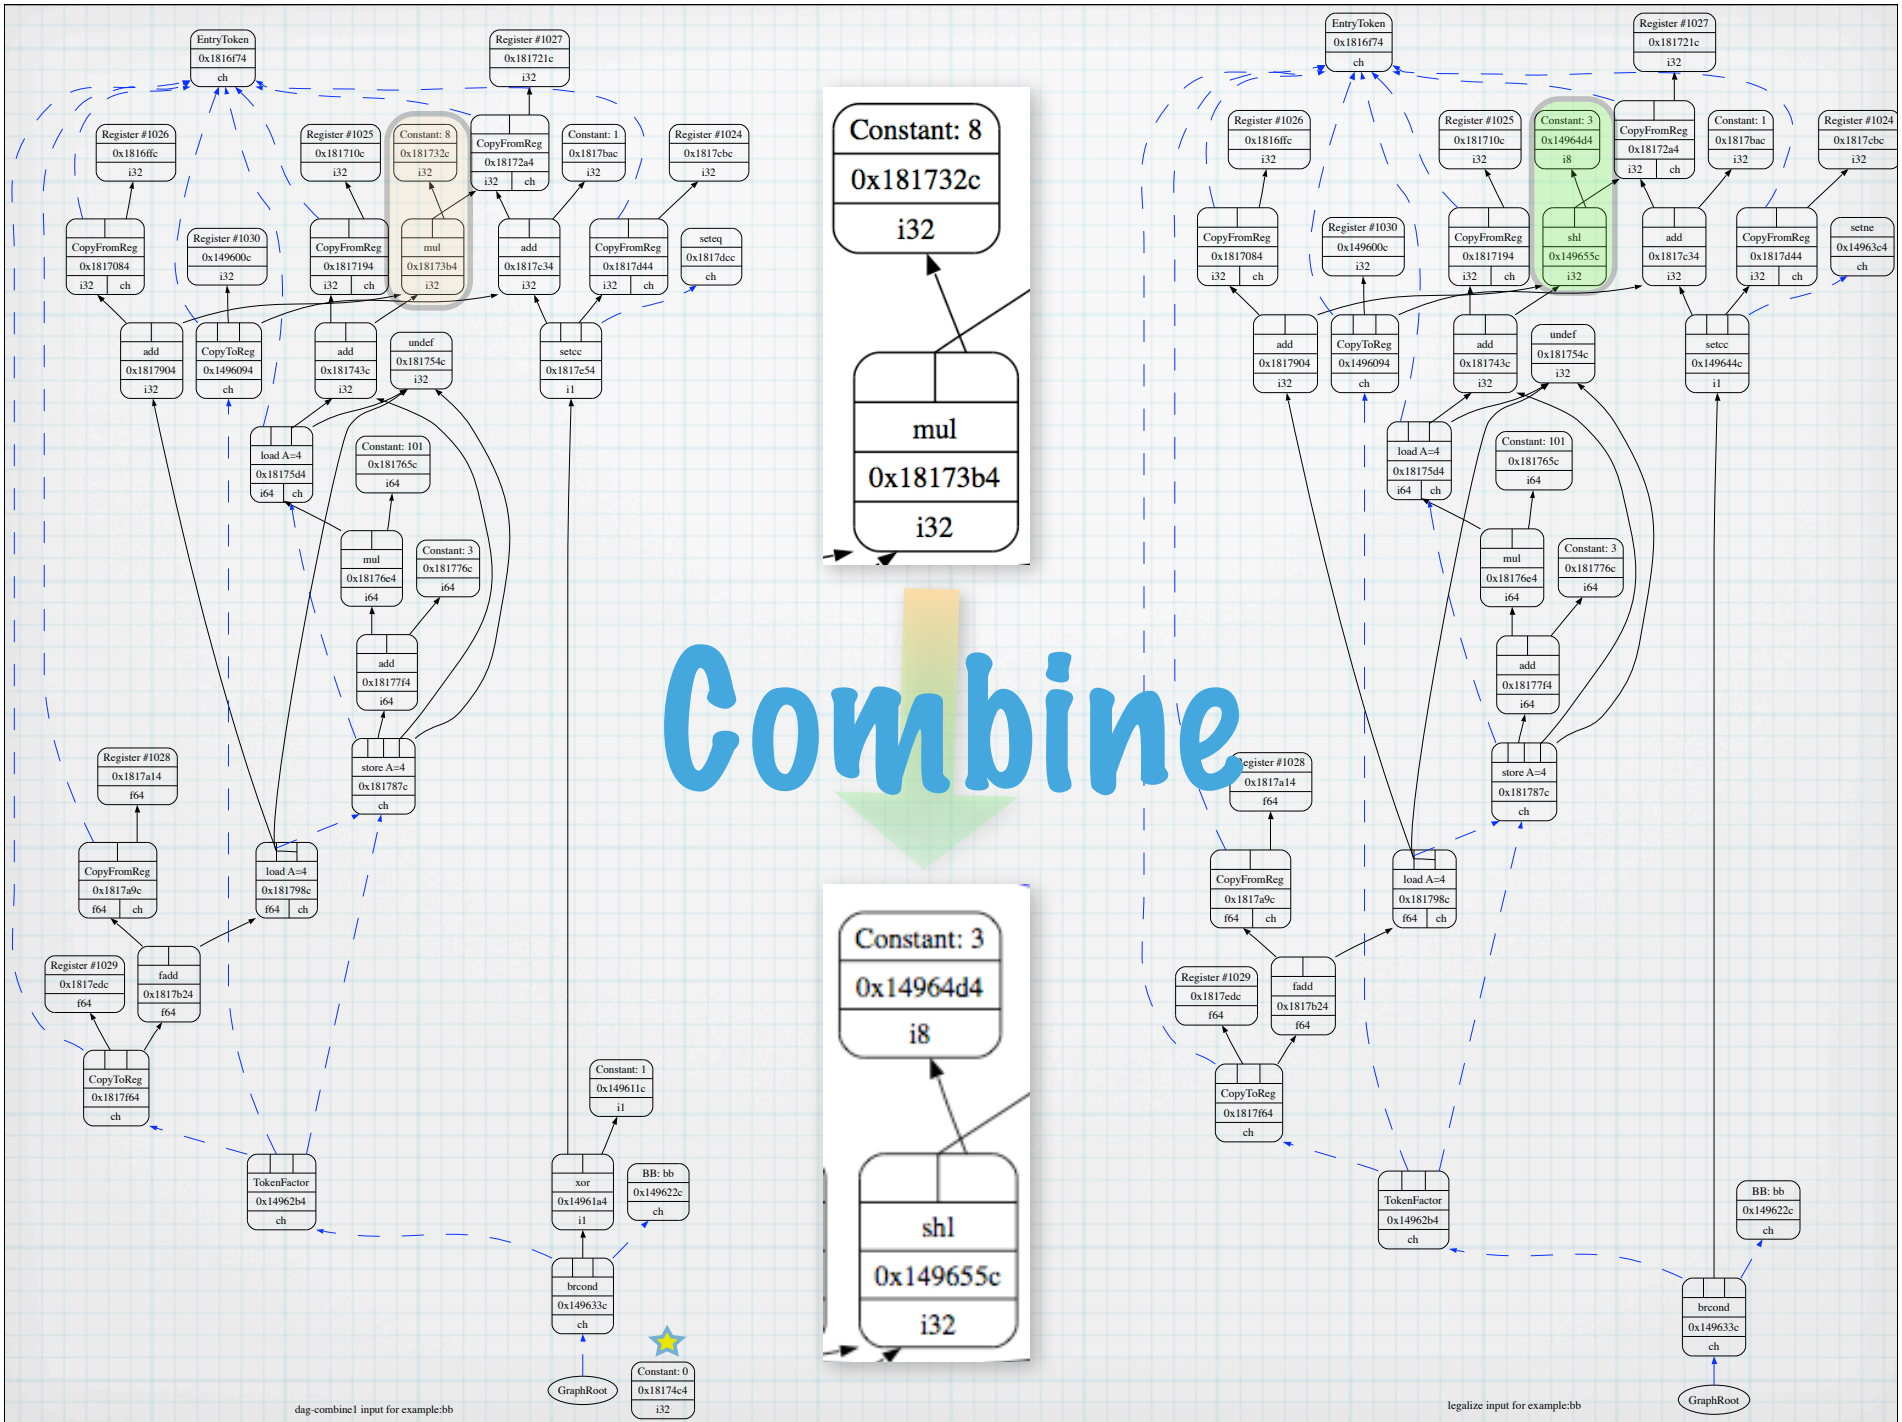 EntryToken
0x1816f74
ch
Register #1027
0x181721c
i32
Register #1026
0x1816ffc
i32
Register #1025
0x181710c
i32
Constant: 8
0x181732c
i32
CopyFromReg
0x18172a4
i32 ch
Constant: 1
0x1817bac
i32
Register #1024
0x1817cbc
i32
CopyFromReg
0x1817084
i32 ch
Register #1030
0x149600c
i32
CopyFromReg
0x1817194
i32 ch
mul
0x18173b4
i32
add
0x1817c34
i32
CopyFromReg
0x1817d44
i32 ch
seteq
0x1817dcc
ch
add
0x1817904
i32
CopyToReg
0x1496094
ch
add
0x181743c
i32
undef
0x181754c
i32
setcc
0x1817e54
i1
load A=4
0x18175d4
i64 ch
Constant: 101
0x181765c
i64
mul
0x18176e4
i64
Constant: 3
0x181776c
i64
add
0x18177f4
i64
Register #1028
0x1817a14
f64
store A=4
0x181787c
ch
CopyFromReg
0x1817a9c
f64 ch
load A=4
0x181798c
f64 ch
Register #1029
0x1817edc
f64
fadd
0x1817b24
f64
CopyToReg
0x1817f64
ch
Constant: 1
0x149611c
i1
TokenFactor
0x14962b4
ch
xor
0x14961a4
i1
BB: bb
0x149622c
ch
brcond
0x149633c
ch
GraphRoot
Constant: 0
0x18174c4
i32
dag-combine1 input for example:bb
Constant: 8
0x181732c
i32
mul
0x18173b4
i32
Combine
Constant: 3
0x14964d4
i8
shl
0x149655c
i32
EntryToken
0x1816f74
ch
Register #1027
0x181721c
i32
Register #1026
0x1816ffc
i32
Register #1025
0x181710c
i32
Constant: 3
0x14964d4
i8
CopyFromReg
0x18172a4
i32 ch
Constant: 1
0x1817bac
i32
Register #1024
0x1817cbc
i32
CopyFromReg
0x1817084
i32 ch
Register #1030
0x149600c
i32
CopyFromReg
0x1817194
i32 ch
shl
0x149655c
i32
add
0x1817c34
i32
CopyFromReg
0x1817d44
i32 ch
setne
0x14963c4
ch
add
0x1817904
i32
CopyToReg
0x1496094
ch
add
0x181743c
i32
undef
0x181754c
i32
setcc
0x149644c
i1
load A=4
0x18175d4
i64 ch
Constant: 101
0x181765c
i64
mul
0x18176e4
i64
Constant: 3
0x181776c
i64
add
0x18177f4
i64
Register #1028
0x1817a14
f64
store A=4
0x181787c
ch
CopyFromReg
0x1817a9c
f64 ch
load A=4
0x181798c
f64 ch
Register #1029
0x1817edc
f64
fadd
0x1817b24
f64
CopyToReg
0x1817f64
ch
TokenFactor
0x14962b4
ch
BB: bb
0x149622c
ch
brcond
0x149633c
ch
GraphRoot
legalize input for example:bb